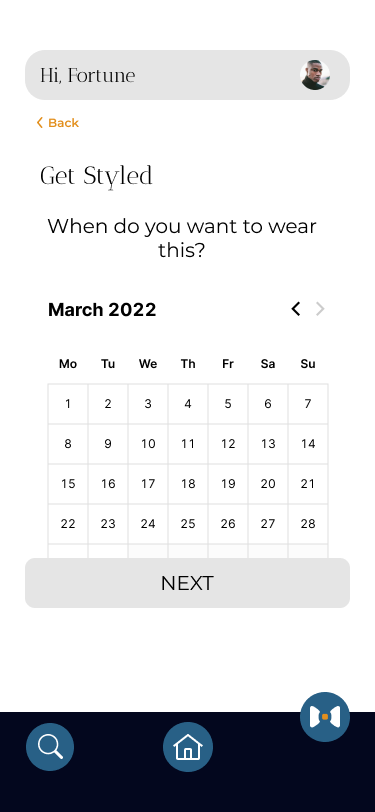 Hi, Fortune
Back
Get Styled
When do you want to wear
this?
March 2022
Mo Tu We Th Fr Sa Su
1 2 3 4 5 6 7
8 9 10 11 12 13 14
15 16 17 18 19 20 21
22 23 24 25 26 27 28
NEXT